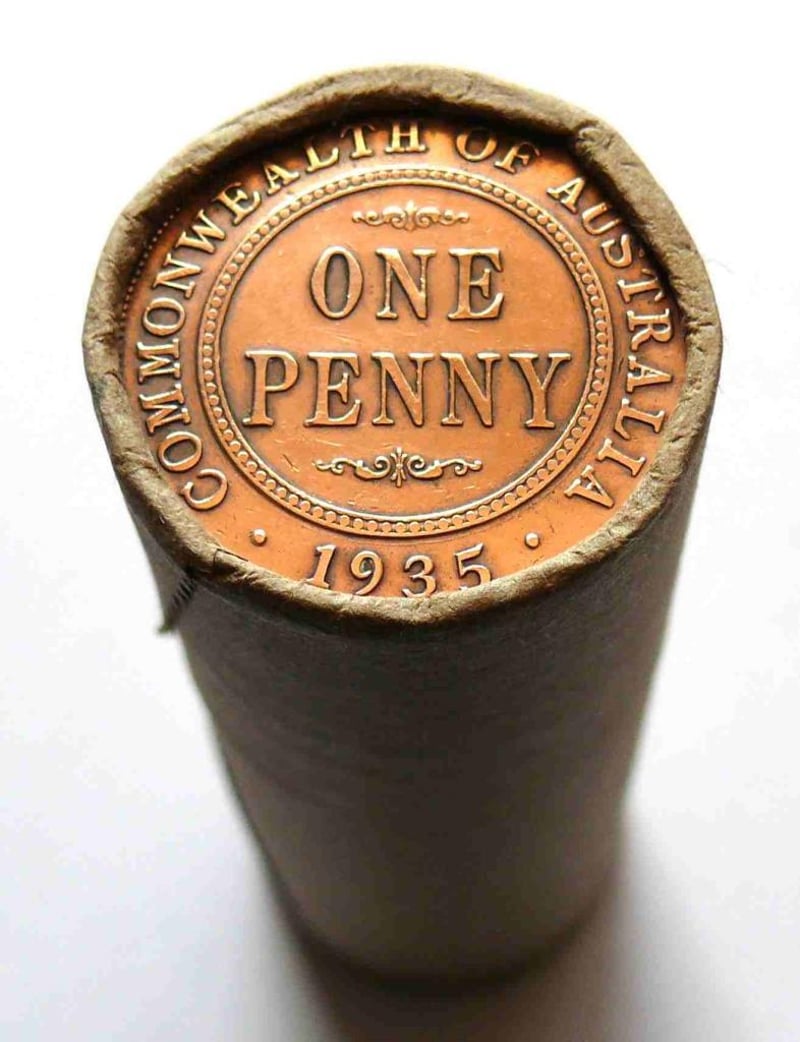 COMMONWEALTH OF AUSTRALIA
ONE
PENNY
· 1935 ·